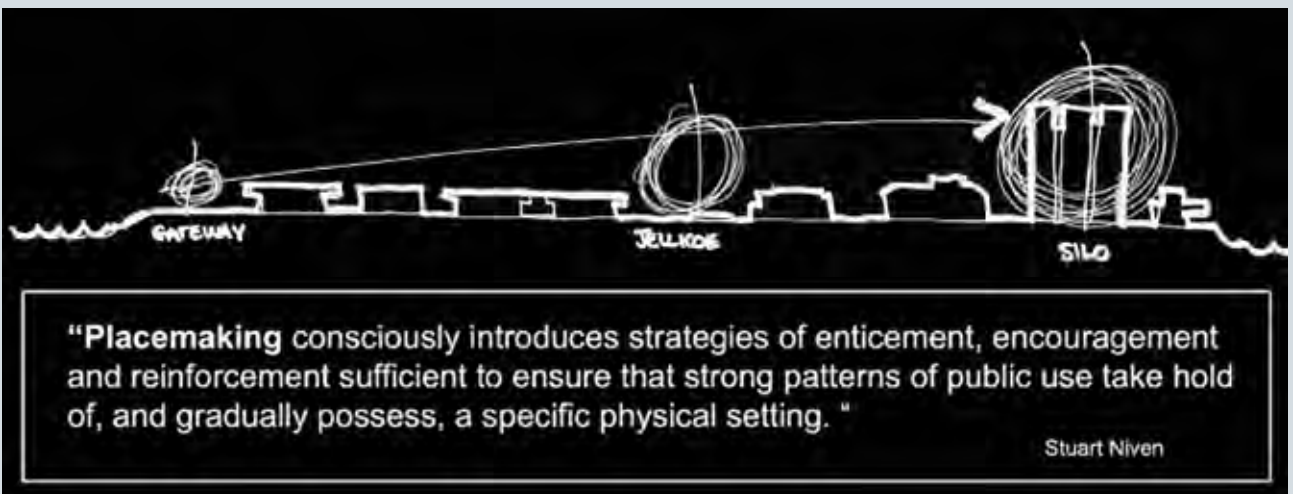 GATEWAY
JELLKOE
SILO
“Placemaking consciously introduces strategies of enticement, encouragement
and reinforcement sufficient to ensure that strong patterns of public use take hold
of, and gradually possess, a specific physical setting. “
Stuart Niven